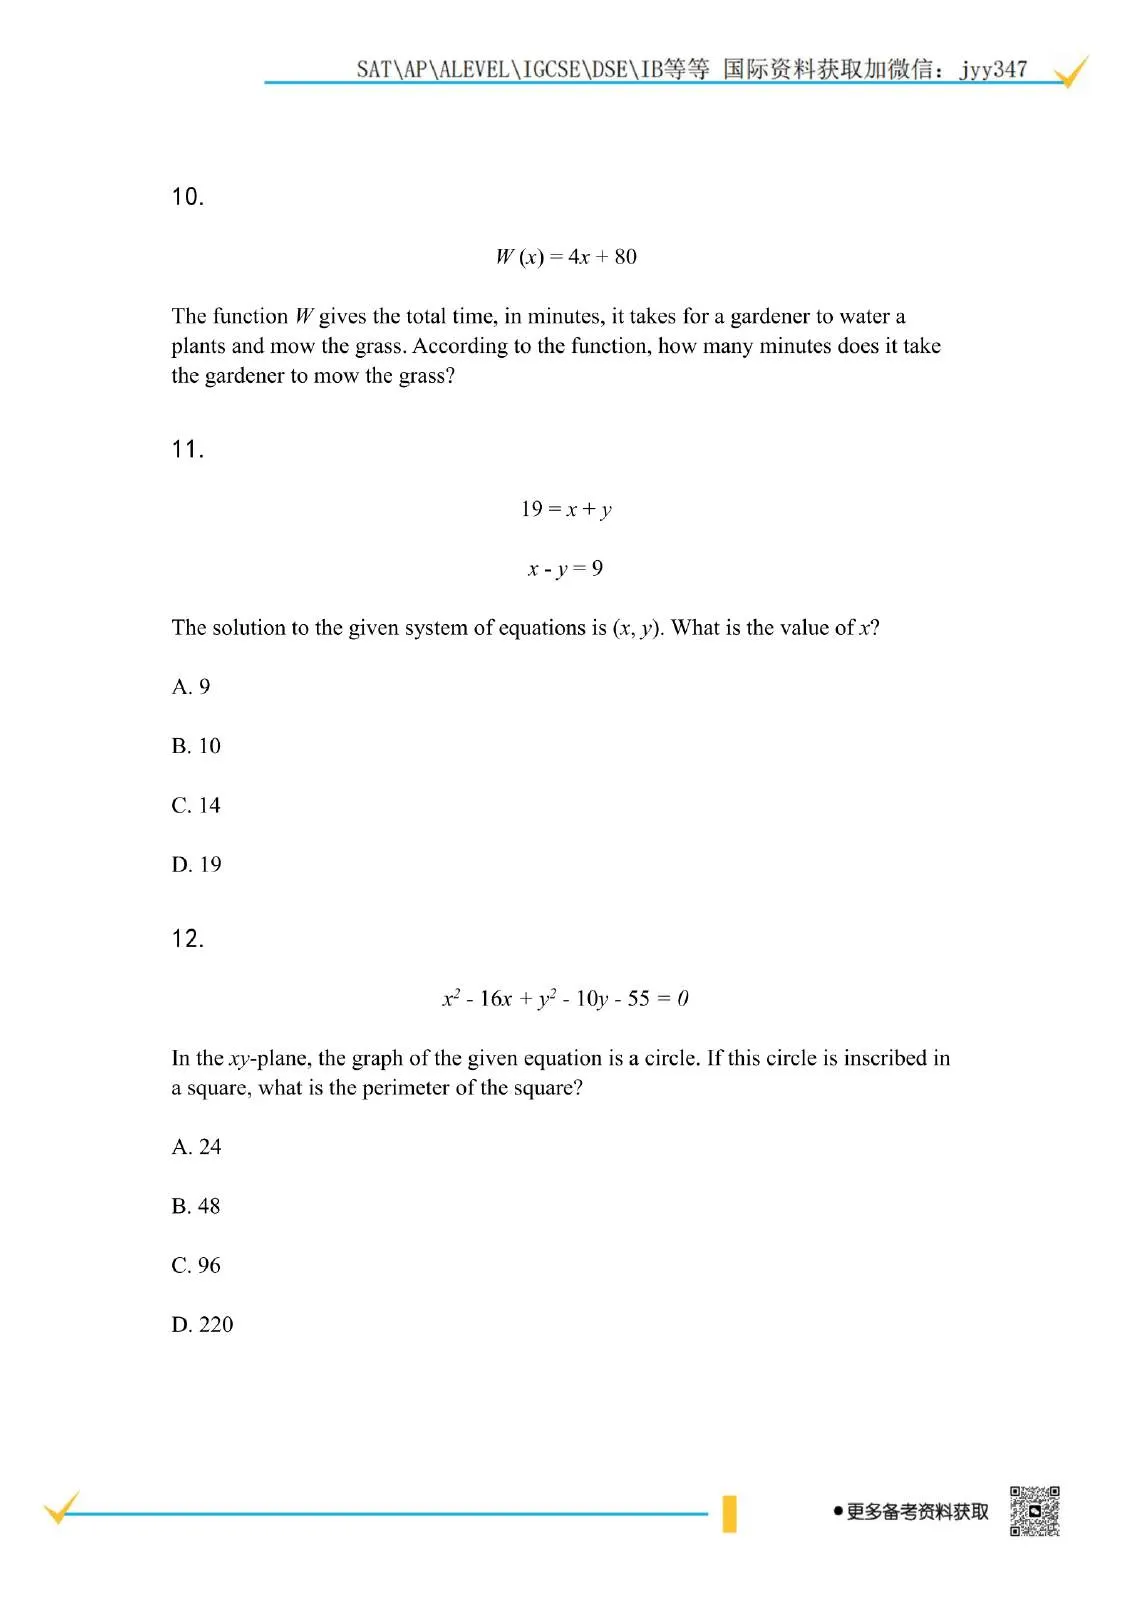 SAT\AP\ALEVEL\IGCSE\DSE\IB等等 国际资料获取加微信：jyy347
10.
W (x) = 4x + 80
The function W gives the total time, in minutes, it takes for a gardener to water a
plants and mow the grass. According to the function, how many minutes does it take
the gardener to mow the grass?
11.
19 = x + y
x - y = 9
The solution to the given system of equations is (x, y). What is the value of x?
A. 9
B. 10
C. 14
D. 19
12.
x² - 16x + y² - 10y - 55 = 0
In the xy-plane, the graph of the given equation is a circle. If this circle is inscribed in
a square, what is the perimeter of the square?
A. 24
B. 48
C. 96
D. 220
●更多备考资料获取